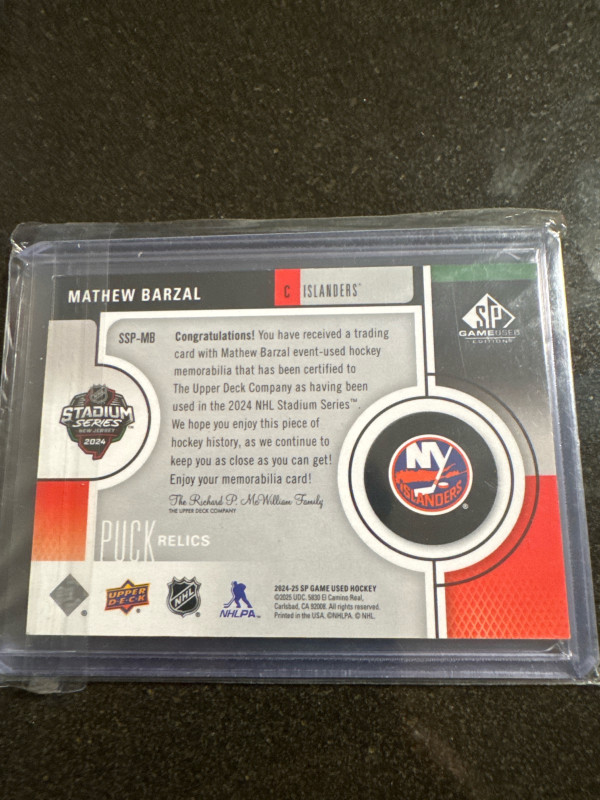 MATHEW BARZAL
C ISLANDERS
SP
GAME USED
EDITION
SSP-MB
Congratulations! You have received a trading
card with Mathew Barzal event-used hockey
memorabilia that has been certified to
The Upper Deck Company as having been
used in the 2024 NHL Stadium Series™.
We hope you enjoy this piece of
hockey history, as we continue to
keep you as close as you can get!
Enjoy your memorabilia card!
The Richard P. McWilliam Family
THE UPPER DECK COMPANY
STADIUM
SERIES
NEW JERSEY
2024
NY
ISLANDERS
®
PUCK RELICS
UPPER
DECK
NHL
NHLPA
2024-25 SP GAME USED HOCKEY
©2025 UDC. 5830 El Camino Real,
Carlsbad, CA 92008. All rights reserved.
Printed in the USA. ©NHLPA. © NHL.